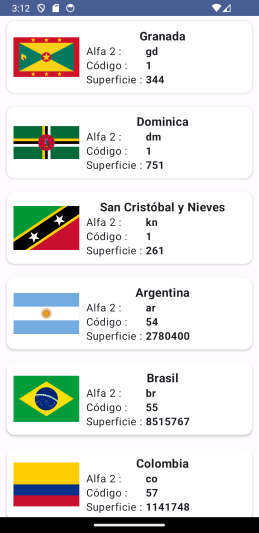 3:12
Granada
Alfa 2 : gd
Código : 1
Superficie : 344
Dominica
Alfa 2 : dm
Código : 1
Superficie : 751
San Cristóbal y Nieves
Alfa 2 : kn
Código : 1
Superficie : 261
Argentina
Alfa 2 : ar
Código : 54
Superficie : 2780400
Brasil
Alfa 2 : br
Código : 55
Superficie : 8515767
Colombia
Alfa 2 : co
Código : 57
Superficie : 1141748